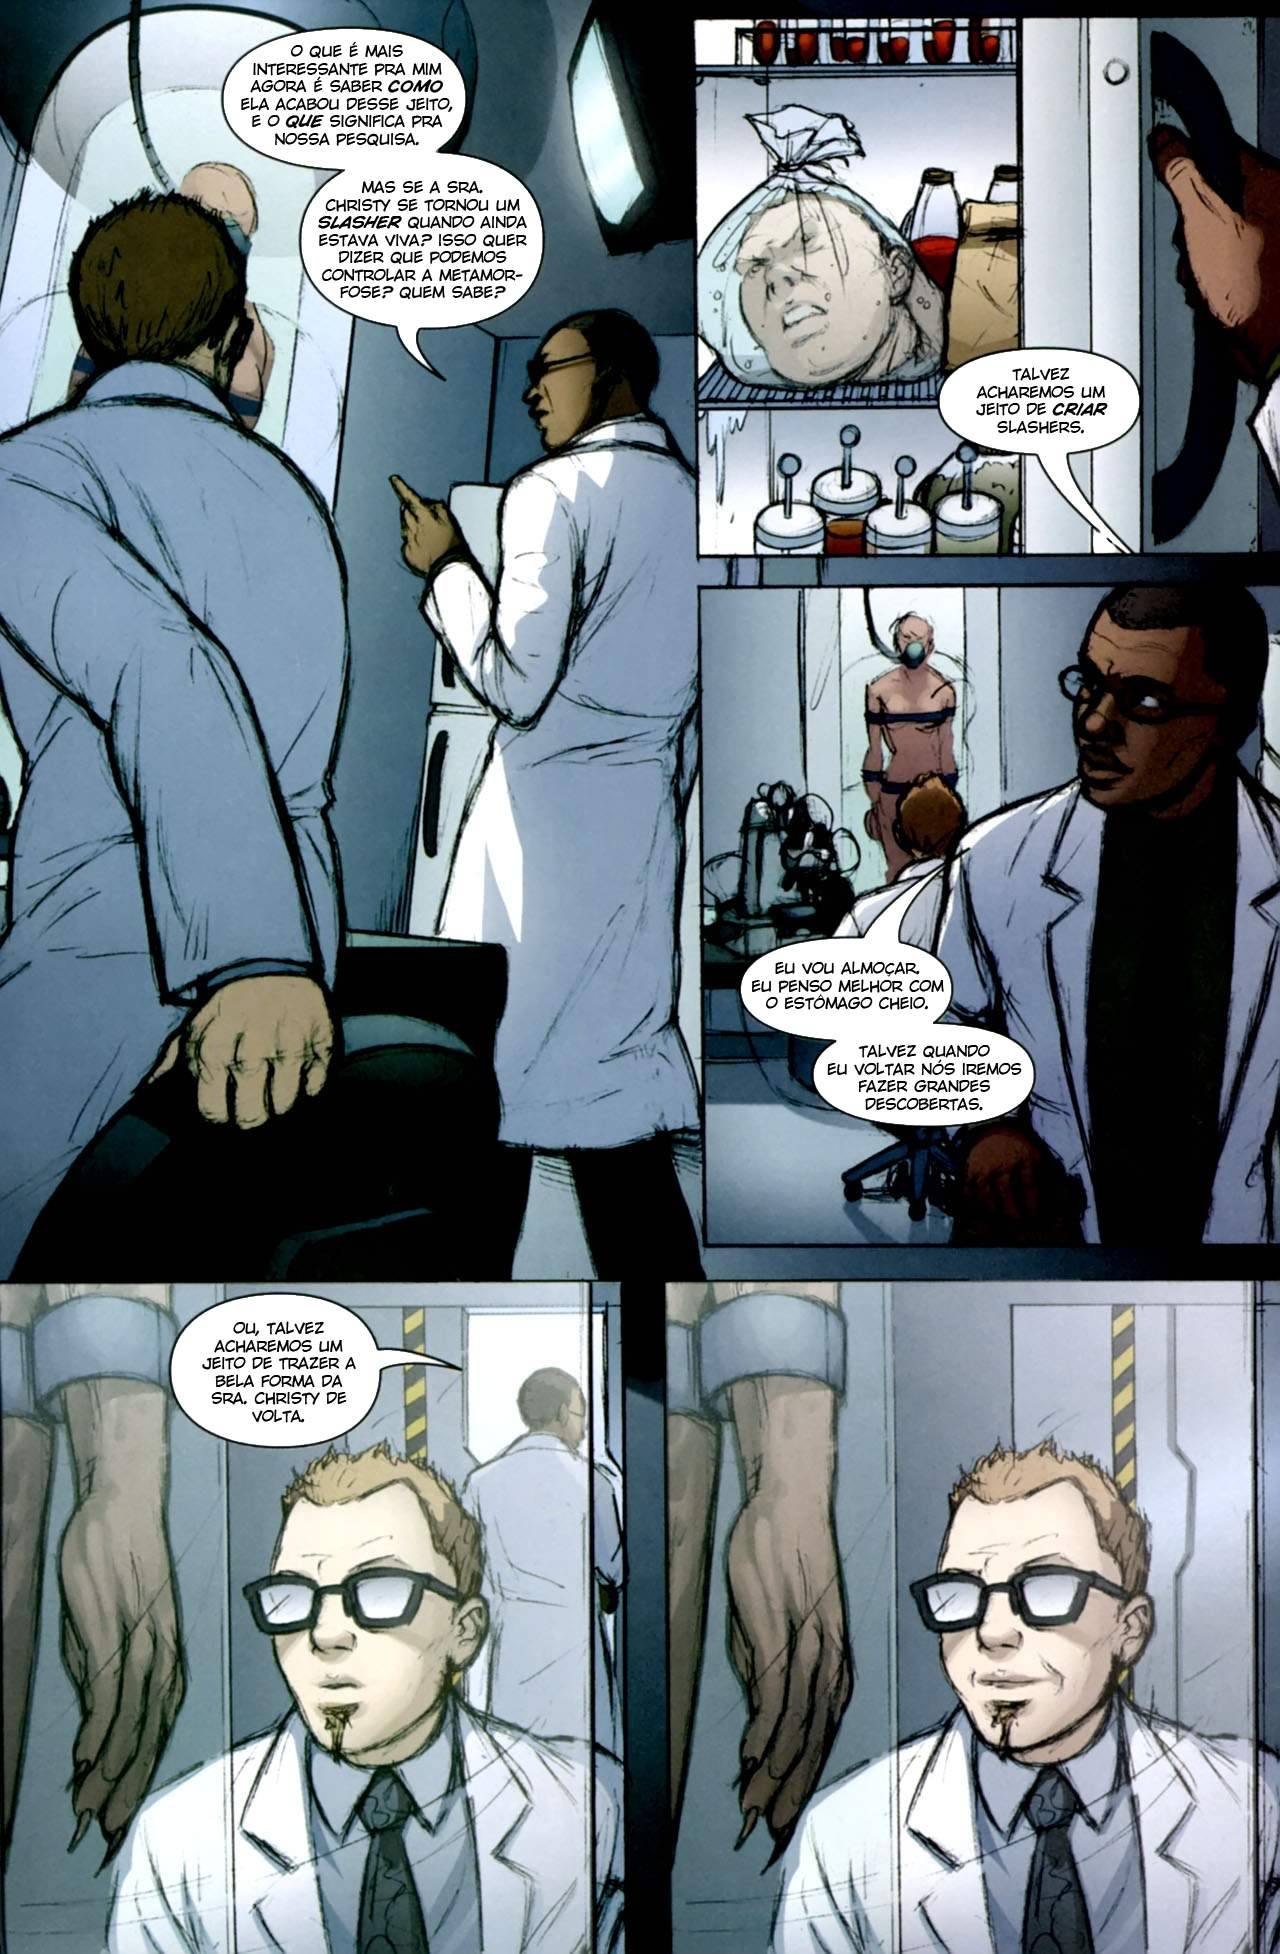 O QUE É MAIS
INTERESSANTE PRA MIM
AGORA É SABER COMO
ELA ACABOU DESSE JEITO,
E O QUE SIGNIFICA PRA
NOSSA PESQUISA.
MAS SE A SRA.
CHRISTY SE TORNOU UM
SLASHER QUANDO AINDA
ESTAVA VIVA? ISSO QUER
DIZER QUE PODEMOS
CONTROLAR A METAMOR-
FOSE? QUEM SABE?
TALVEZ
ACHAREMOS UM
JEITO DE CRIAR
SLASHERS.
EU VOU ALMOÇAR.
EU PENSO MELHOR COM
O ESTÔMAGO CHEIO.
TALVEZ QUANDO
EU VOLTAR NÓS IREMOS
FAZER GRANDES
DESCOBERTAS.
OU, TALVEZ
ACHAREMOS UM
JEITO DE TRAZER A
BELA FORMA DA
SRA. CHRISTY DE
VOLTA.